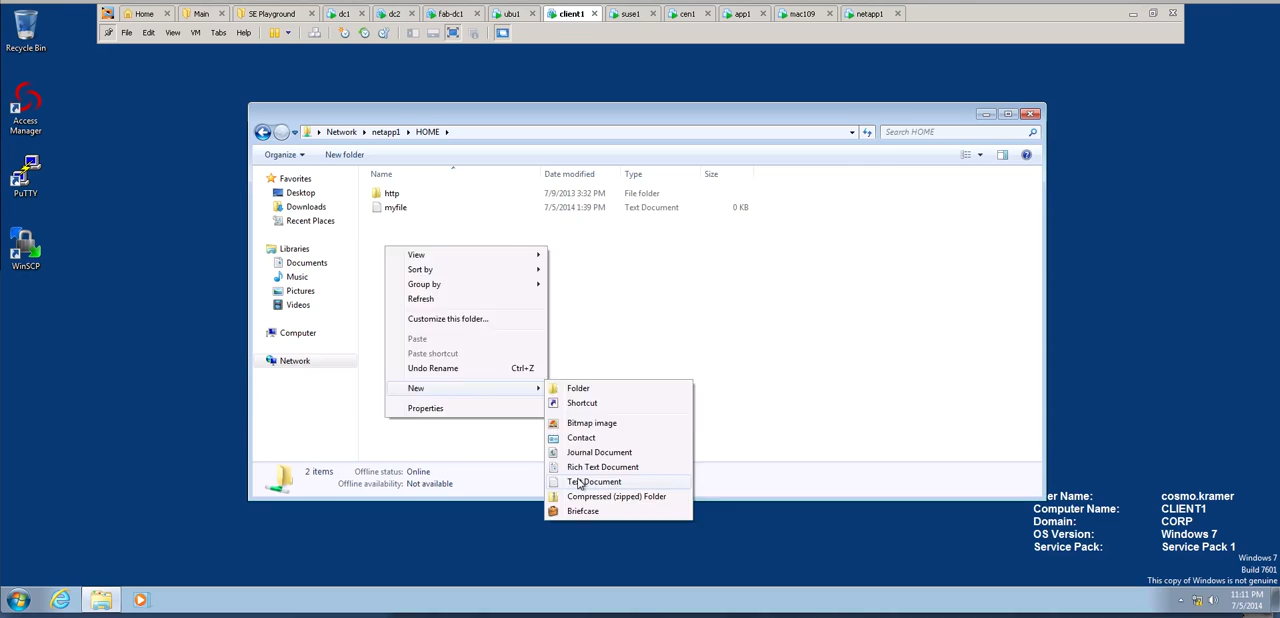 Home
Main
SE Playground
dc1
dc2
fab-dc1
ubu1
client1
suse1
cen1
app1
mac109
netapp1
File Edit View VM Tabs Help
Recycle Bin
Access
Manager
PuTTY
WinSCP
Network netapp1 HOME
Search HOME
Organize New folder
Name Date modified Type Size
http 7/9/2013 3:32 PM File folder
myfile 7/5/2014 1:39 PM Text Document 0 KB
Favorites
Desktop
Downloads
Recent Places
Libraries
Documents
Music
Pictures
Videos
Computer
Network
View
Sort by
Group by
Refresh
Customize this folder...
Paste
Paste shortcut
Undo Rename Ctrl+Z
New
Properties
Folder
Shortcut
Bitmap image
Contact
Journal Document
Rich Text Document
Text Document
Compressed (zipped) Folder
Briefcase
2 items Offline status: Online
Offline availability: Not available
er Name: cosmo.kramer
Computer Name: CLIENT1
Domain: CORP
OS Version: Windows 7
Service Pack: Service Pack 1
Windows 7
Build 7601
This copy of Windows is not genuine
11:11 PM
7/5/2014